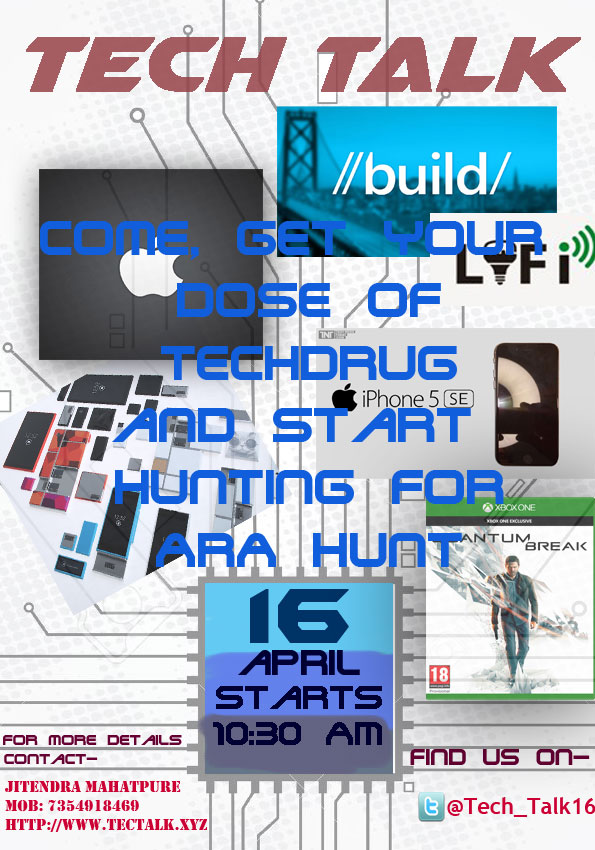 TECH TALK
//build/
COME, GET YOUR
LiFi
DOSE OF
TECHDRUG
iPhone 5 SE
AND START
HUNTING FOR
XBOX ONE
XBOX ONE EXCLUSIVE
ARA HUNT
ANTUM
BREAK
18
16
APRIL
STARTS
10:30 AM
FOR MORE DETAILS
CONTACT-
JITENDRA MAHATPURE
MOB: 7354918469
HTTP://WWW.TECTALK.XYZ
FIND US ON-
@Tech_Talk16